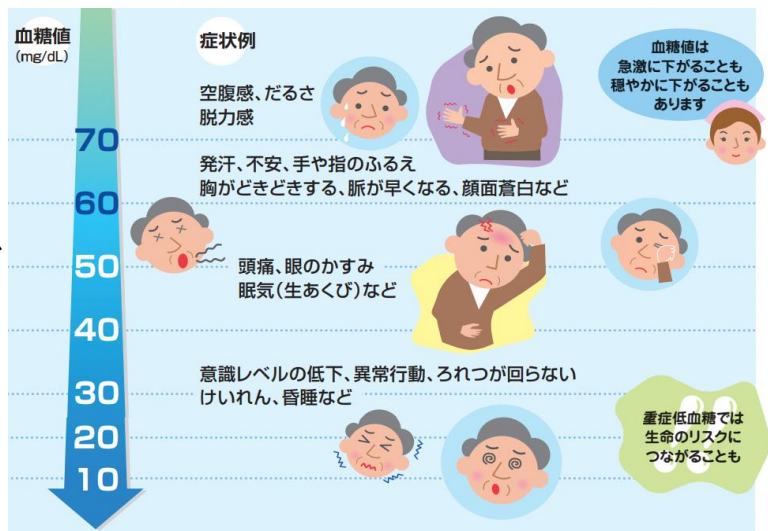 血糖値
(mg/dL)
症状例
血糖値は
急激に下がることも
穏やかに下がることも
あります
空腹感、だるさ
脱力感
70
発汗、不安、手や指のふるえ
胸がどきどきする、脈が早くなる、顔面蒼白など
60
50
頭痛、眼のかすみ
眠気(生あくび)など
40
意識レベルの低下、異常行動、ろれつが回らない
けいれん、昏睡など
30
20
10
重症低血糖では
生命のリスクに
つながることも